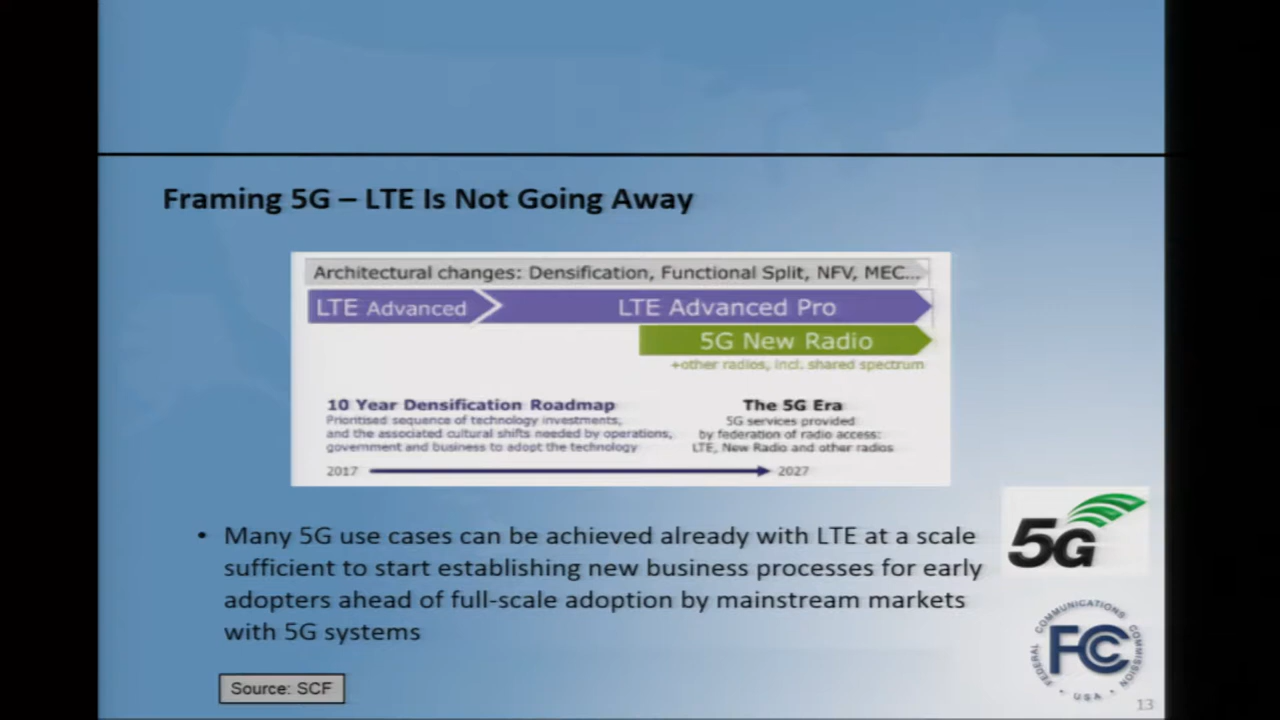 Framing 5G – LTE Is Not Going Away
Architectural changes: Densification, Functional Split, NFV, MEC...
LTE Advanced
LTE Advanced Pro
5G New Radio
+other radios, incl. shared spectrum
10 Year Densification Roadmap
Prioritised sequence of technology investments,
and the associated cultural shifts needed by operations,
government and business to adopt the technology
The 5G Era
5G services provided
by federation of radio access:
LTE, New Radio and other radios
2017
2027
• Many 5G use cases can be achieved already with LTE at a scale
sufficient to start establishing new business processes for early
adopters ahead of full-scale adoption by mainstream markets
with 5G systems
5G
FEDERAL COMMUNICATIONS COMMISSION
FCC
• USA •
Source: SCF
13